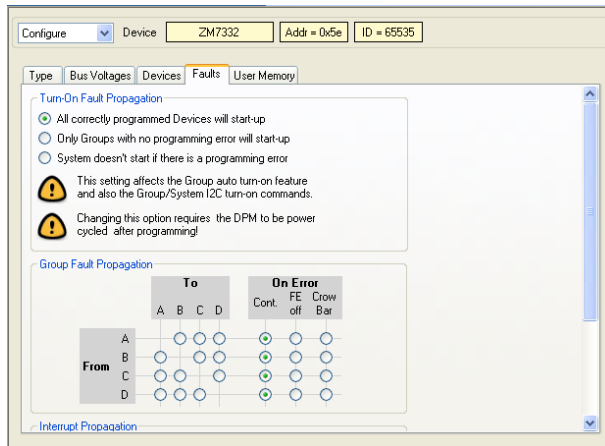 Configure Device ZM7332 Addr = 0x5e ID = 65535
Type Bus Voltages Devices Faults User Memory
Turn-On Fault Propagation
All correctly programmed Devices will start-up
Only Groups with no programming error will start-up
System doesn't start if there is a programming error
This setting affects the Group auto turn-on feature
and also the Group/System I2C turn-on commands.
Changing this option requires the DPM to be power
cycled after programming!
Group Fault Propagation
To On Error
A B C D Cont. FE off Crow Bar
From
A
B
C
D
Interrupt Propagation